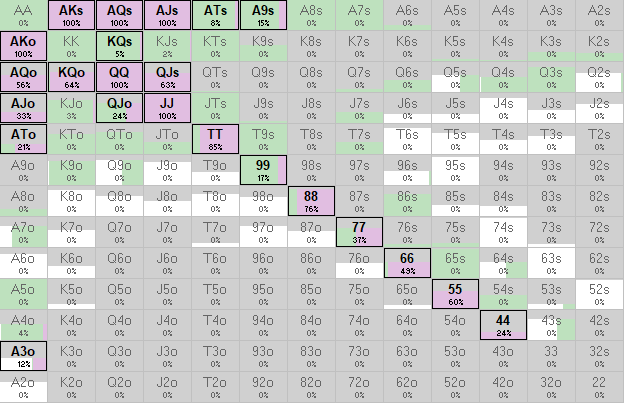 AA AKs AQs AJs ATs A9s A8s A7s A6s A5s A4s A3s A2s
0% 100% 100% 100% 8% 15% 0% 0% 0% 0% 0% 0% 0%
AKo KK KQs KJs KTs K9s K8s K7s K6s K5s K4s K3s K2s
100% 0% 5% 2% 0% 0% 0% 0% 0% 0% 0% 0% 0%
AQo KQo QQ QJs QTs Q9s Q8s Q7s Q6s Q5s Q4s Q3s Q2s
56% 64% 100% 63% 0% 0% 0% 0% 0% 0% 0% 0% 0%
AJo KJo QJo JJ JTs J9s J8s J7s J6s J5s J4s J3s J2s
33% 3% 24% 100% 0% 0% 0% 0% 0% 0% 0% 0% 0%
ATo KTo QTo JTo TT T9s T8s T7s T6s T5s T4s T3s T2s
21% 0% 0% 0% 85% 0% 0% 0% 0% 0% 0% 0% 0%
A9o K9o Q9o J9o T9o 99 98s 97s 96s 95s 94s 93s 92s
0% 0% 0% 0% 0% 17% 0% 0% 0% 0% 0% 0% 0%
A8o K8o Q8o J8o T8o 98o 88 87s 86s 85s 84s 83s 82s
0% 0% 0% 0% 0% 0% 76% 0% 0% 0% 0% 0% 0%
A7o K7o Q7o J7o T7o 97o 87o 77 76s 75s 74s 73s 72s
0% 0% 0% 0% 0% 0% 0% 37% 0% 0% 0% 0% 0%
A6o K6o Q6o J6o T6o 96o 86o 76o 66 65s 64s 63s 62s
0% 0% 0% 0% 0% 0% 0% 0% 49% 0% 0% 0% 0%
A5o K5o Q5o J5o T5o 95o 85o 75o 65o 55 54s 53s 52s
0% 0% 0% 0% 0% 0% 0% 0% 0% 60% 0% 0% 0%
A4o K4o Q4o J4o T4o 94o 84o 74o 64o 54o 44 43s 42s
4% 0% 0% 0% 0% 0% 0% 0% 0% 0% 24% 0% 0%
A3o K3o Q3o J3o T3o 93o 83o 73o 63o 53o 43o 33 32s
12% 0% 0% 0% 0% 0% 0% 0% 0% 0% 0% 0% 0%
A2o K2o Q2o J2o T2o 92o 82o 72o 62o 52o 42o 32o 22
0% 0% 0% 0% 0% 0% 0% 0% 0% 0% 0% 0% 0%